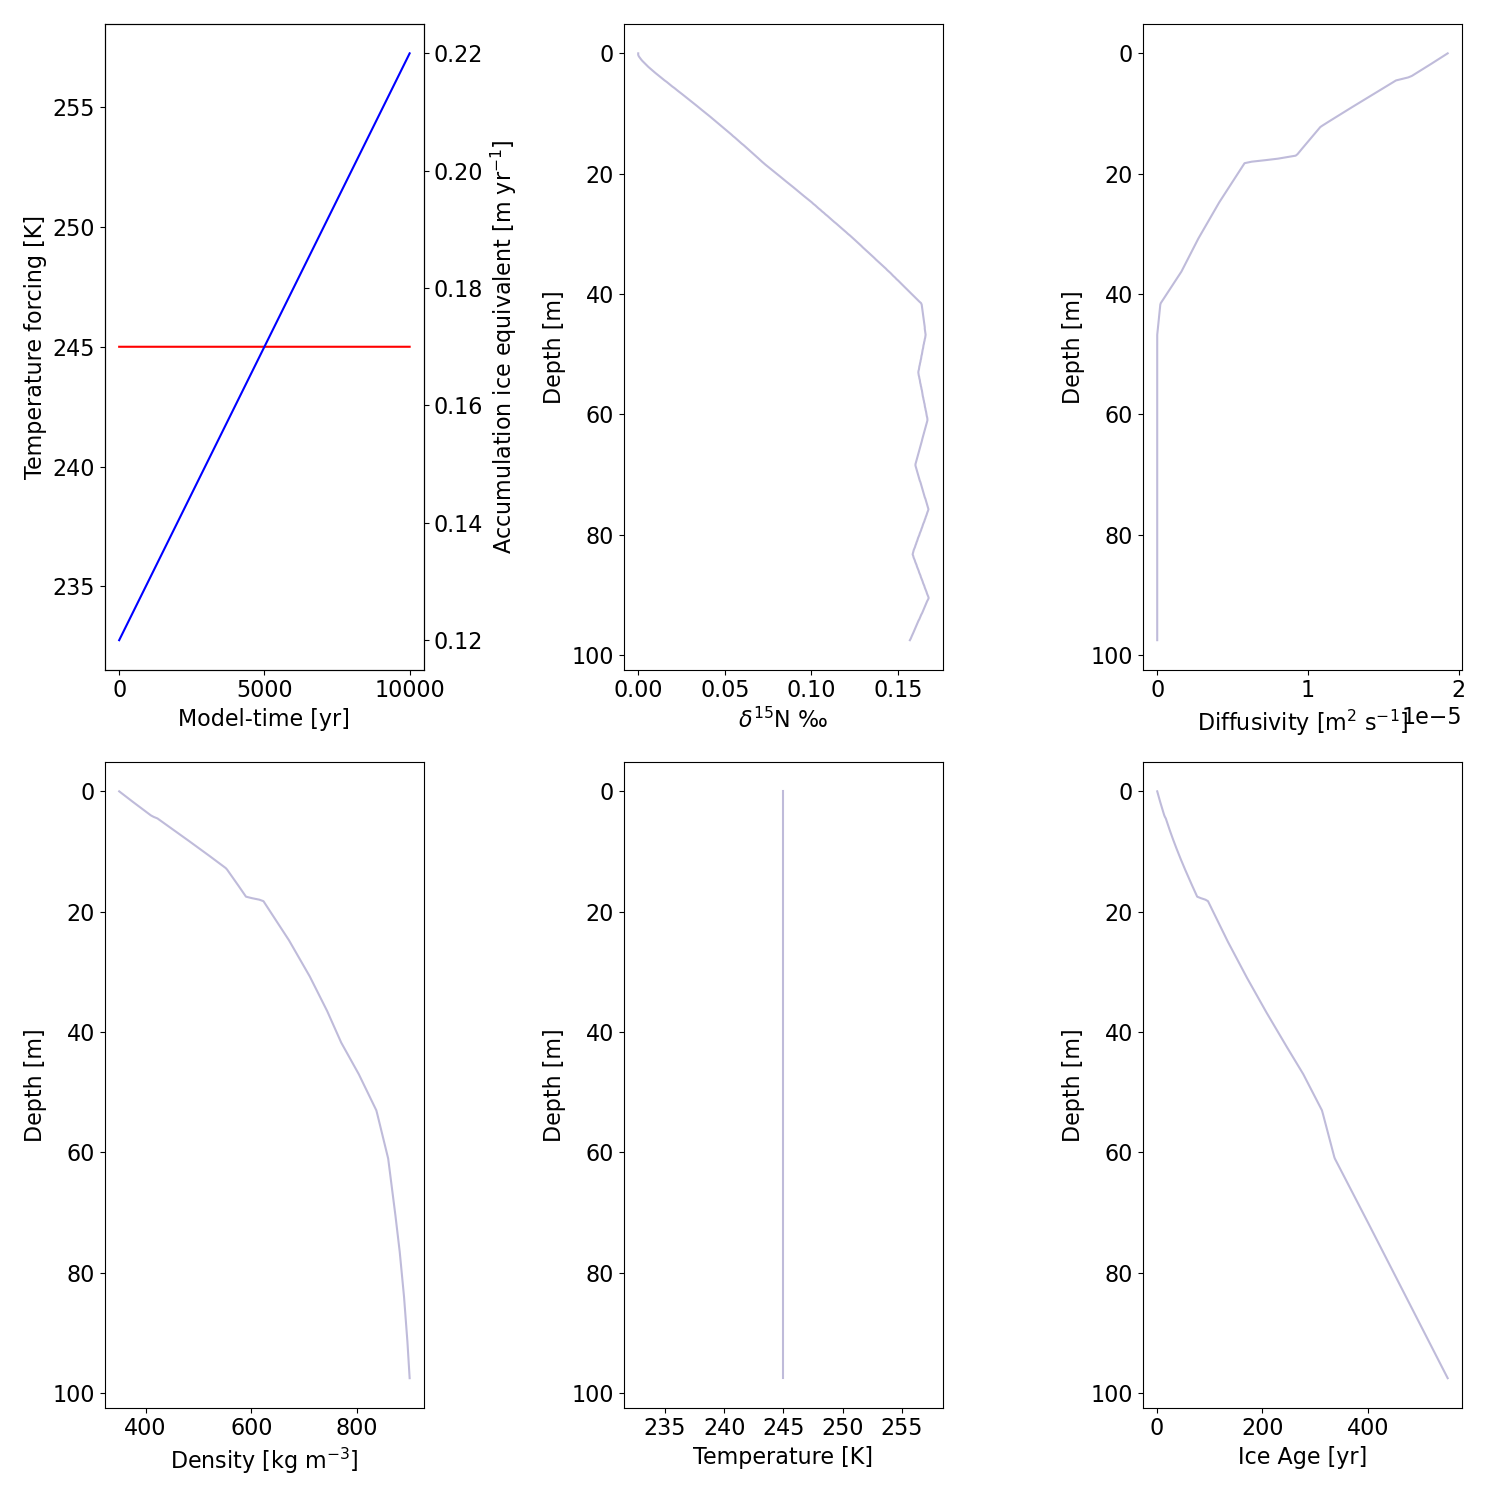 Temperature forcing [K]
255
250
245
240
235
0 5000 10000
Model-time [yr]
0.22
0.20
0.18
0.16
0.14
0.12
Accumulation ice equivalent [m yr⁻¹]
Depth [m]
0
20
40
60
80
100
0.00 0.05 0.10 0.15
δ¹⁵N ‰
Depth [m]
0
20
40
60
80
100
0 1 2
Diffusivity [m² s⁻¹]
1e−5
Depth [m]
0
20
40
60
80
100
400 600 800
Density [kg m⁻³]
Depth [m]
0
20
40
60
80
100
235 240 245 250 255
Temperature [K]
Depth [m]
0
20
40
60
80
100
0 200 400
Ice Age [yr]